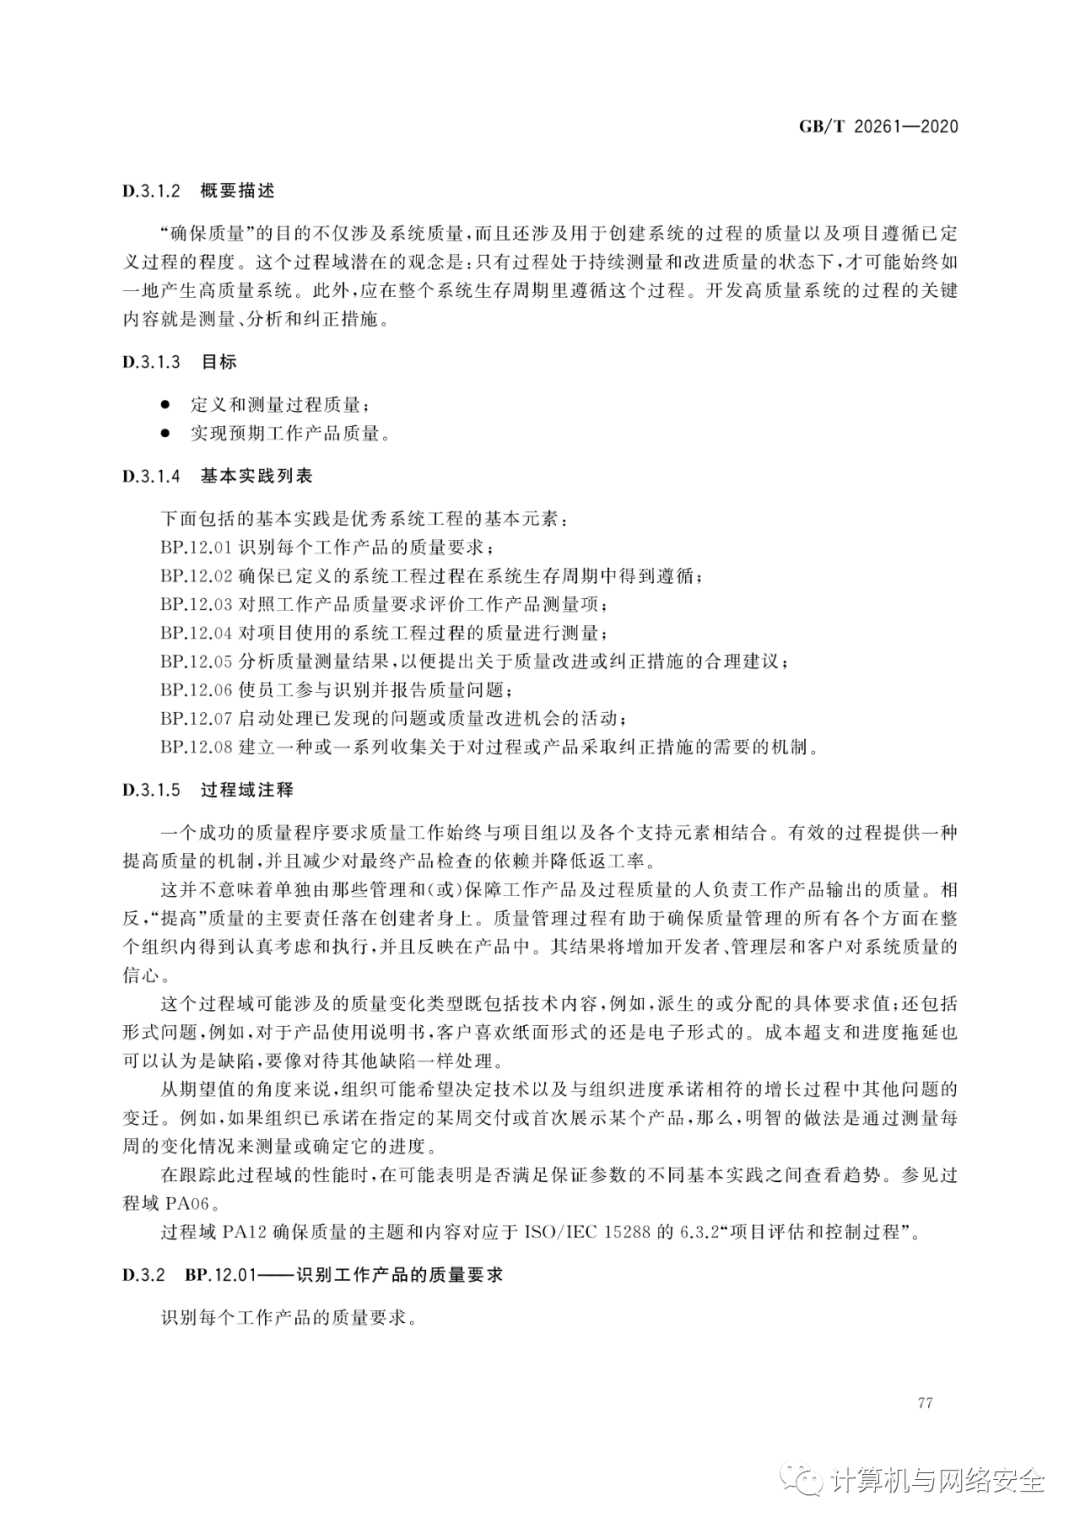 GB/T 20261—2020
D.3.1.2 概要描述
“确保质量”的目的不仅涉及系统质量,而且还涉及用于创建系统的过程的质量以及项目遵循已定
义过程的程度。这个过程域潜在的观念是:只有过程处于持续测量和改进质量的状态下,才可能始终如
一地产生高质量系统。此外,应在整个系统生存周期里遵循这个过程。开发高质量系统的过程的关键
内容就是测量、分析和纠正措施。
D.3.1.3 目标
● 定义和测量过程质量;
● 实现预期工作产品质量。
D.3.1.4 基本实践列表
下面包括的基本实践是优秀系统工程的基本元素:
BP.12.01 识别每个工作产品的质量要求;
BP.12.02 确保已定义的系统工程过程在系统生存周期中得到遵循;
BP.12.03 对照工作产品质量要求评价工作产品测量项;
BP.12.04 对项目使用的系统工程过程的质量进行测量;
BP.12.05 分析质量测量结果,以便提出关于质量改进或纠正措施的合理建议;
BP.12.06 使员工参与识别并报告质量问题;
BP.12.07 启动处理已发现的问题或质量改进机会的活动;
BP.12.08 建立一种或一系列收集关于对过程或产品采取纠正措施的需要的机制。
D.3.1.5 过程域注释
一个成功的质量程序要求质量工作始终与项目组以及各个支持元素相结合。有效的过程提供一种
提高质量的机制,并且减少对最终产品检查的依赖并降低返工率。
这并不意味着单独由那些管理和(或)保障工作产品及过程质量的人负责工作产品输出的质量。相
反,“提高”质量的主要责任落在创建者身上。质量管理过程有助于确保质量管理的所有各个方面在整
个组织内得到认真考虑和执行,并且反映在产品中。其结果将增加开发者、管理层和客户对系统质量的
信心。
这个过程域可能涉及的质量变化类型既包括技术内容,例如,派生的或分配的具体要求值;还包括
形式问题,例如,对于产品使用说明书,客户喜欢纸面形式的还是电子形式的。成本超支和进度拖延也
可以认为是缺陷,要像对待其他缺陷一样处理。
从期望值的角度来说,组织可能希望决定技术以及与组织进度承诺相符的增长过程中其他问题的
变迁。例如,如果组织已承诺在指定的某周交付或首次展示某个产品,那么,明智的做法是通过测量每
周的变化情况来测量或确定它的进度。
在跟踪此过程域的性能时,在可能表明是否满足保证参数的不同基本实践之间查看趋势。参见过
程域 PA06。
过程域 PA12 确保质量的主题和内容对应于 ISO/IEC 15288 的 6.3.2“项目评估和控制过程”。
D.3.2 BP.12.01——识别工作产品的质量要求
识别每个工作产品的质量要求。
77
计算机与网络安全